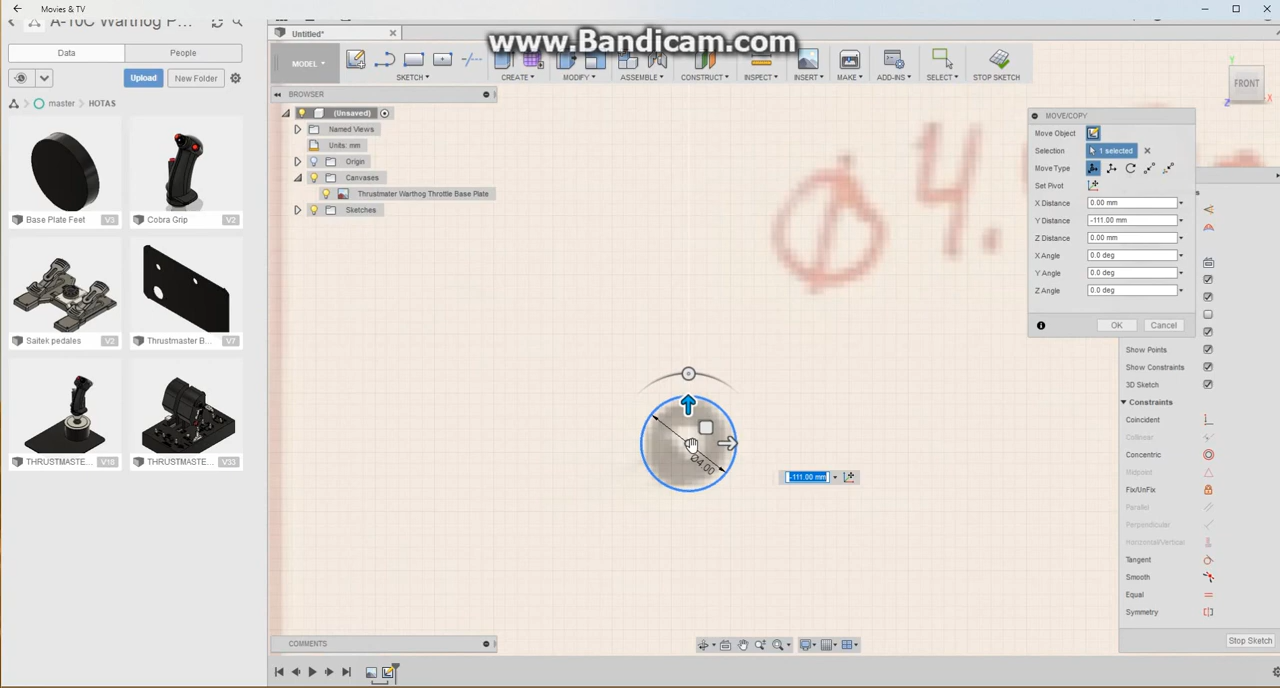 Movies & TV
A-10C Warthog P...
Untitled*
www.Bandicam.com
Data
People
MODEL
SKETCH
CREATE
MODIFY
ASSEMBLE
CONSTRUCT
INSPECT
INSERT
MAKE
ADD-INS
SELECT
STOP SKETCH
Upload
New Folder
BROWSER
FRONT
Y
Z
X
master
HOTAS
(Unsaved)
Named Views
Units: mm
Origin
Canvases
Thrustmater Warthog Throttle Base Plate
Sketches
MOVE/COPY
Move Object
Selection
1 selected
Move Type
Set Pivot
X Distance
0.00 mm
Y Distance
-111.00 mm
Z Distance
0.00 mm
X Angle
0.0 deg
Y Angle
0.0 deg
Z Angle
0.0 deg
OK
Cancel
Base Plate Feet
V3
Cobra Grip
V2
Saitek pedales
V2
Thrustmaster B...
V7
THRUSTMASTE...
V18
THRUSTMASTE...
V33
Ø 4.
Ø4.00
-111.00 mm
Show Points
Show Constraints
3D Sketch
Constraints
Coincident
Collinear
Concentric
Midpoint
Fix/UnFix
Parallel
Perpendicular
Horizontal/Vertical
Tangent
Smooth
Equal
Symmetry
Stop Sketch
COMMENTS